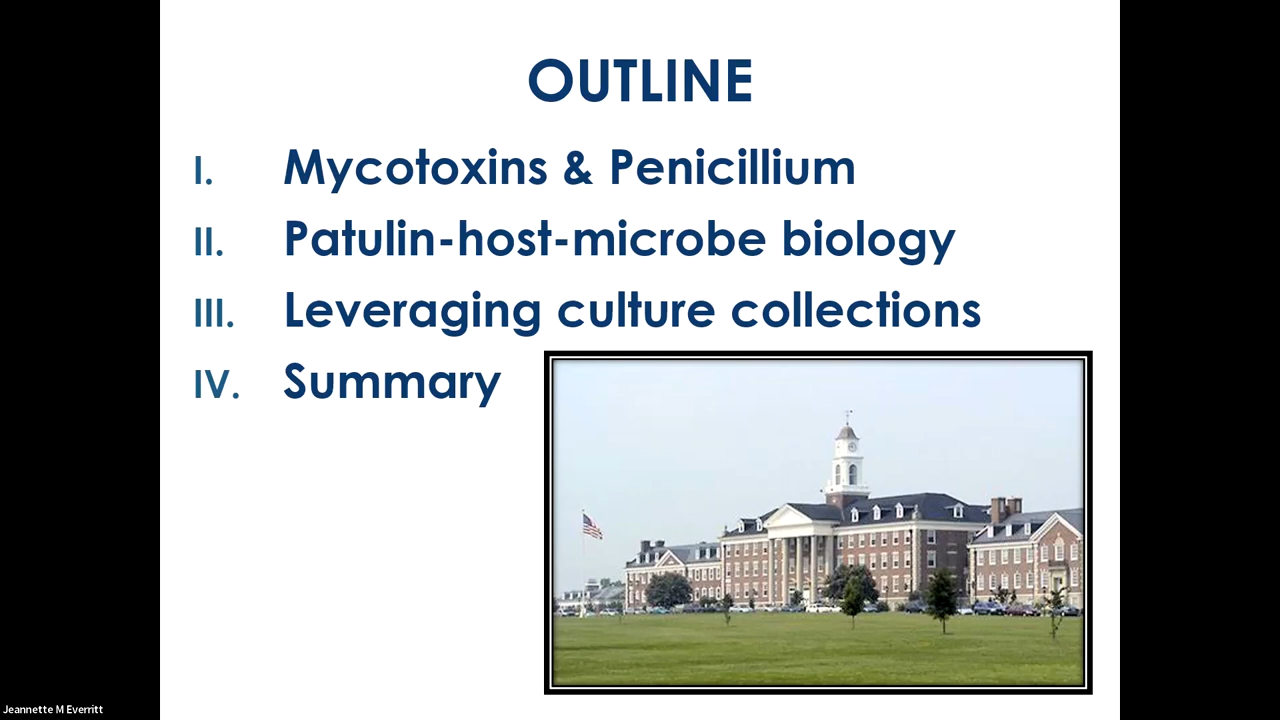 OUTLINE
I. Mycotoxins & Penicillium
II. Patulin-host-microbe biology
III. Leveraging culture collections
IV. Summary
Jeannette M Everritt